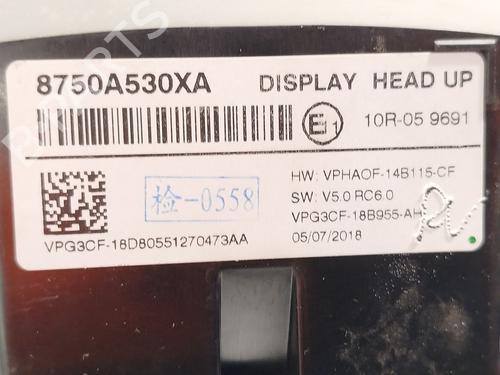 8750A530XA DISPLAY HEAD UP
E1 10R-05 9691
HW: VPHAOF-14B115-CF
检-0558 SW: V5.0 RC6.0
VPG3CF-18B955-AH
VPG3CF-18D80551270473AA 05/07/2018